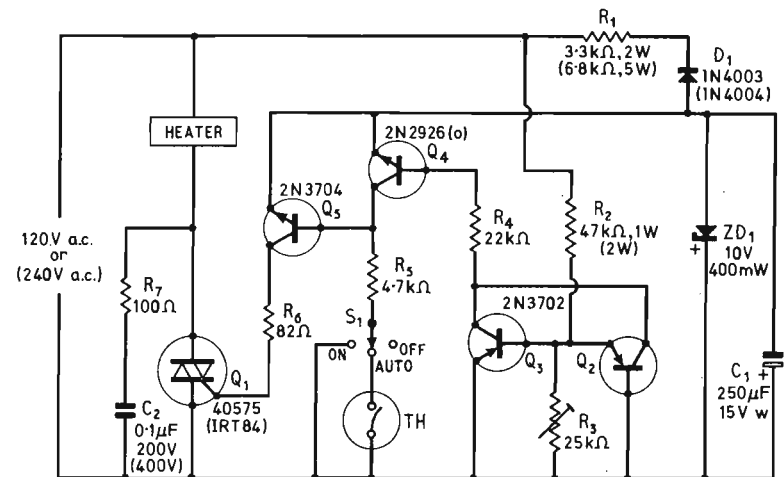 R1
3·3kΩ, 2W
(6·8kΩ, 5W)
D1
1N4003
(1N4004)
HEATER
2N2926(o)
Q4
2N3704
Q5
120V a.c.
or
(240V a.c.)
R7
100Ω
R6
82Ω
R5
4·7kΩ
R4
22kΩ
R2
47kΩ, 1W
(2W)
ZD1
10V
400mW
+
S1
ON
OFF
AUTO
2N3702
Q3
Q2
C1
+
250μF
15V w
Q1
40575
(IRT84)
TH
R3
25kΩ
C2
0·1μF
200V
(400V)